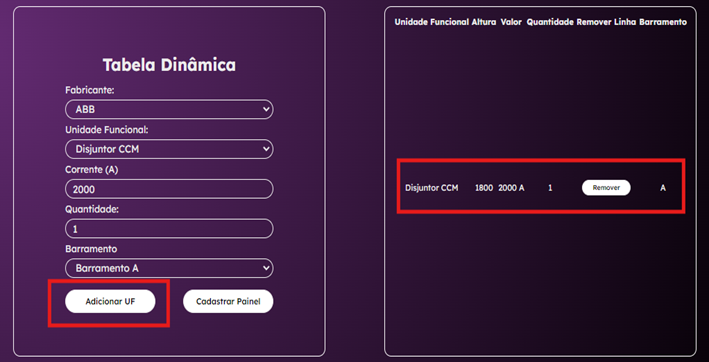 Tabela Dinâmica
Fabricante:
ABB
Unidade Funcional:
Disjuntor CCM
Corrente (A)
2000
Quantidade:
1
Barramento
Barramento A
Adicionar UF
Cadastrar Painel
Unidade Funcional Altura Valor Quantidade Remover Linha Barramento
Disjuntor CCM 1800 2000 A 1 Remover A